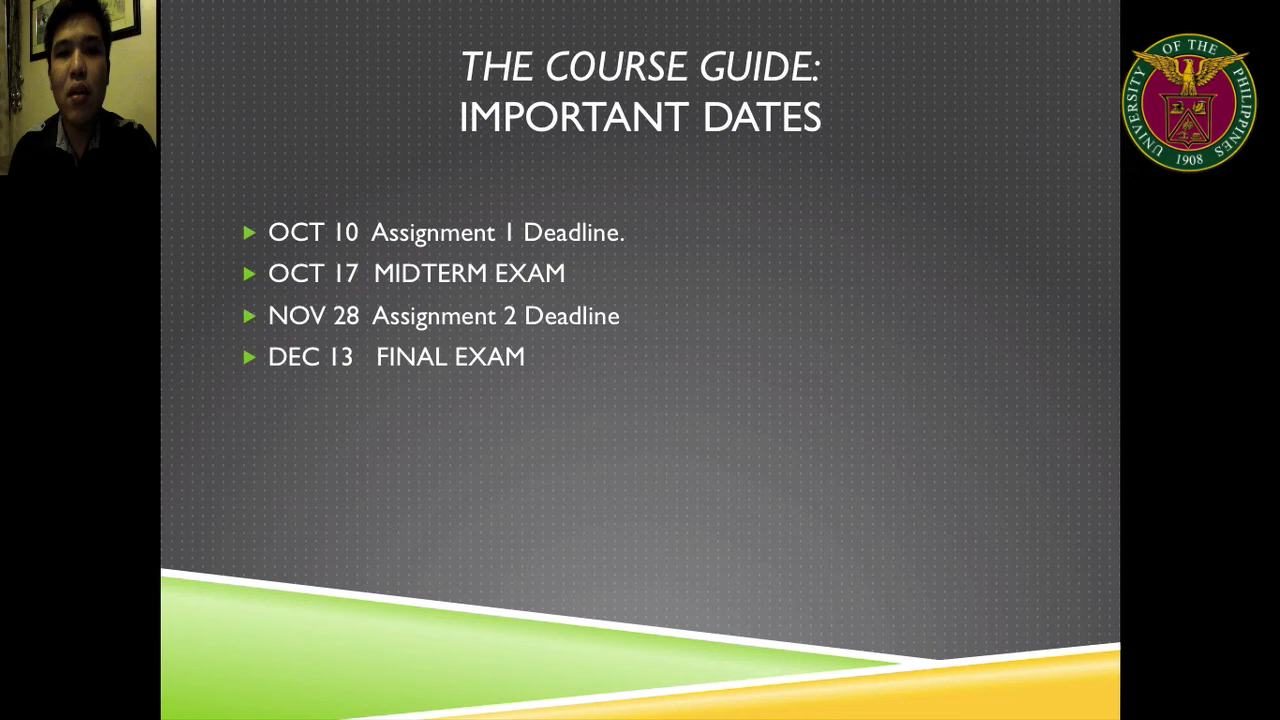 THE COURSE GUIDE:
IMPORTANT DATES
OCT 10 Assignment 1 Deadline.
OCT 17 MIDTERM EXAM
NOV 28 Assignment 2 Deadline
DEC 13 FINAL EXAM
UNIVERSITY OF THE PHILIPPINES
1908